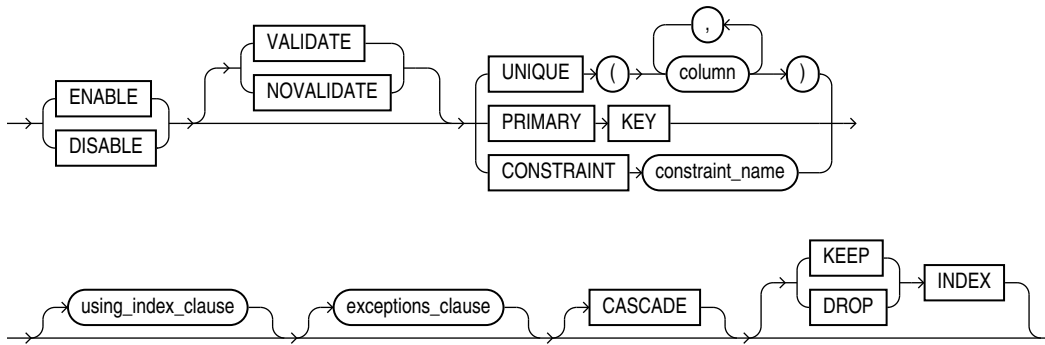 ,
VALIDATE
UNIQUE ( column )
ENABLE
NOVALIDATE
PRIMARY KEY
DISABLE
CONSTRAINT constraint_name
KEEP
using_index_clause exceptions_clause CASCADE DROP INDEX